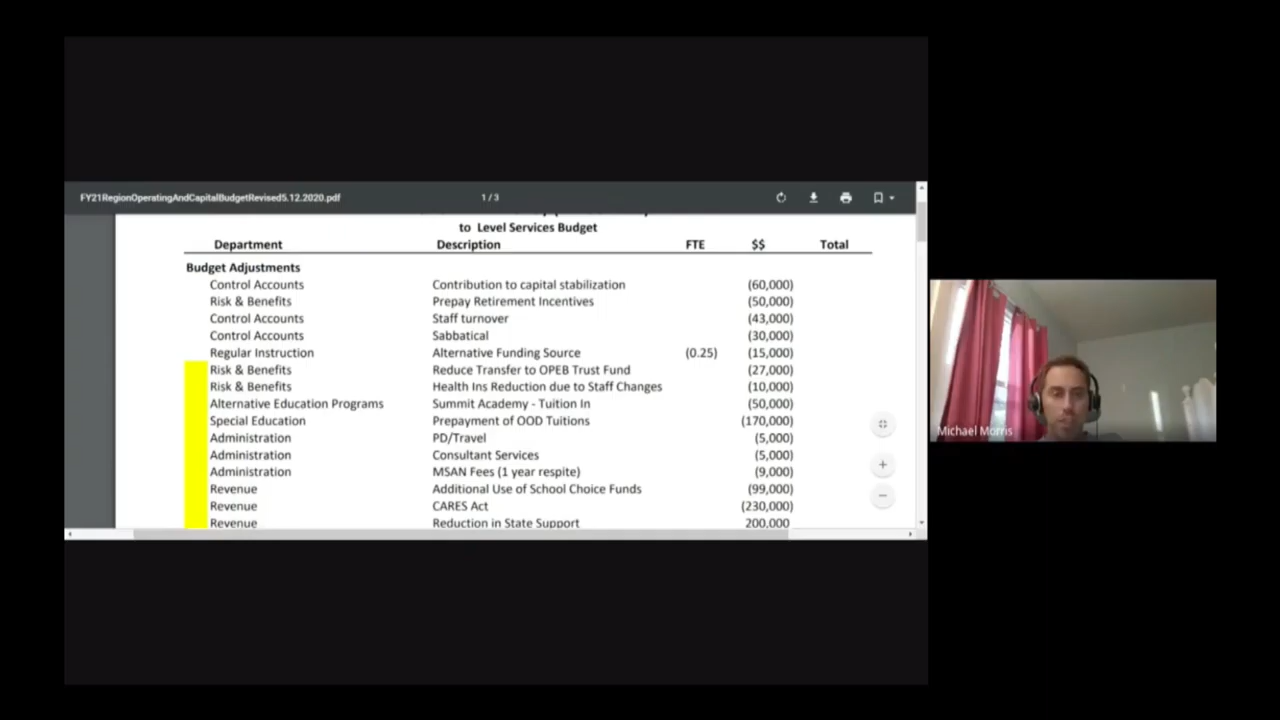 FY21RegionOperatingAndCapitalBudgetRevised5.12.2020.pdf 1 / 3
to Level Services Budget
Department Description FTE $$ Total
Budget Adjustments
Control Accounts Contribution to capital stabilization (60,000)
Risk & Benefits Prepay Retirement Incentives (50,000)
Control Accounts Staff turnover (43,000)
Control Accounts Sabbatical (30,000)
Regular Instruction Alternative Funding Source (0.25) (15,000)
Risk & Benefits Reduce Transfer to OPEB Trust Fund (27,000)
Risk & Benefits Health Ins Reduction due to Staff Changes (10,000)
Alternative Education Programs Summit Academy - Tuition In (50,000)
Special Education Prepayment of OOD Tuitions (170,000)
Administration PD/Travel (5,000)
Administration Consultant Services (5,000)
Administration MSAN Fees (1 year respite) (9,000)
Revenue Additional Use of School Choice Funds (99,000)
Revenue CARES Act (230,000)
Revenue Reduction in State Support 200,000
Michael Morris